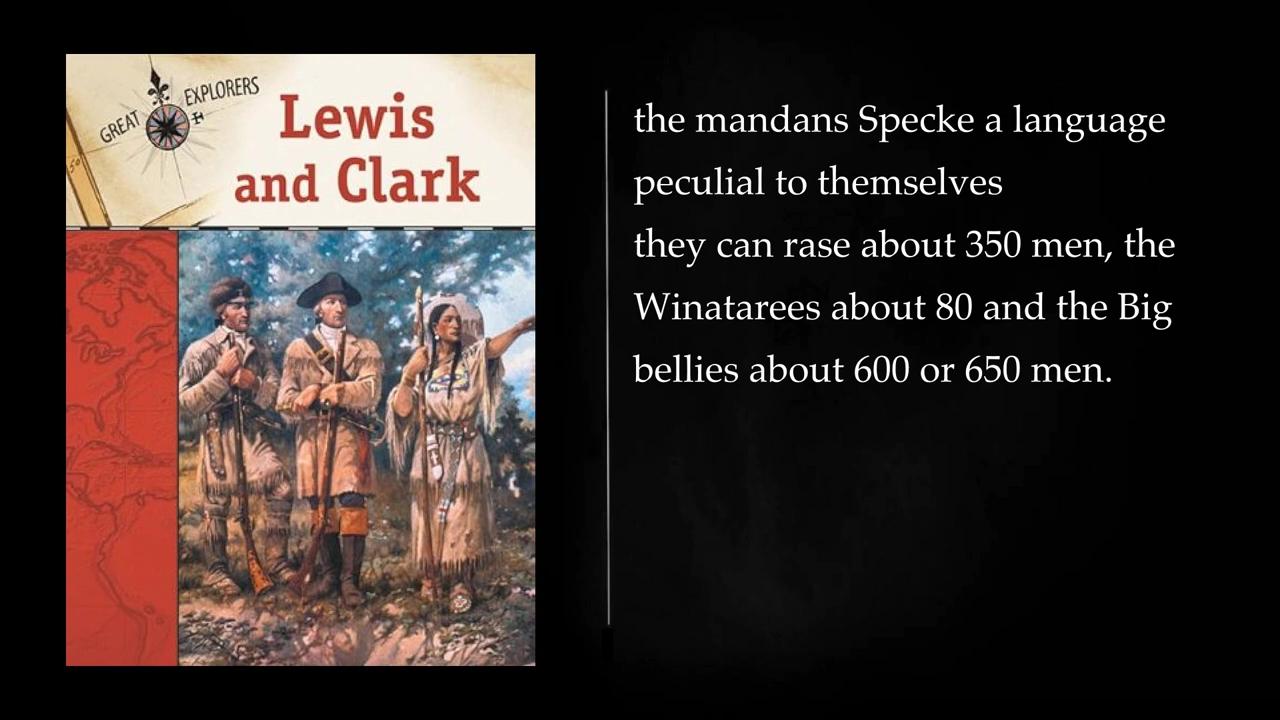 GREAT EXPLORERS
Lewis
and Clark
50
the mandans Specke a language
peculial to themselves
they can rase about 350 men, the
Winatarees about 80 and the Big
bellies about 600 or 650 men.